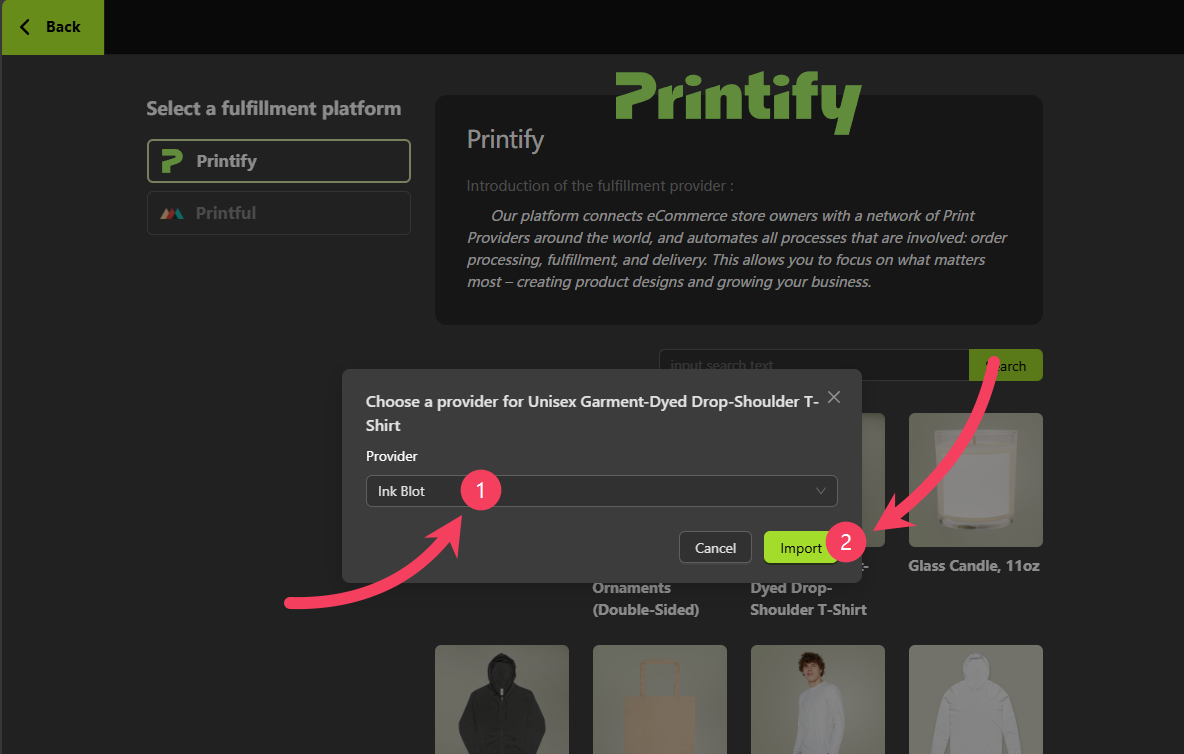 Back
Select a fulfillment platform
Printify
Printful
Printify
Printify
Introduction of the fulfillment provider :
Our platform connects eCommerce store owners with a network of Print
Providers around the world, and automates all processes that are involved: order
processing, fulfillment, and delivery. This allows you to focus on what matters
most – creating product designs and growing your business.
input search text
Search
Choose a provider for Unisex Garment-Dyed Drop-Shoulder T-
Shirt
Provider
Ink Blot
1
Cancel
Import
2
Ornaments
(Double-Sided)
Dyed Drop-
Shoulder T-Shirt
Glass Candle, 11oz